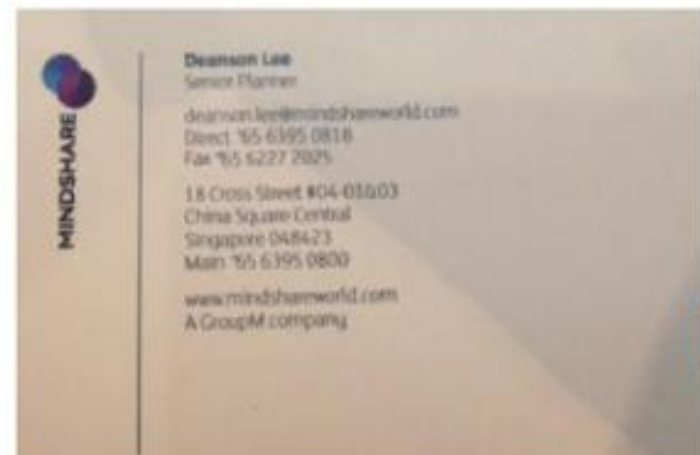 MINDSHARE
Deanson Lee
Senior Planner
deanson.lee@mindshareworld.com
Direct +65 6395 0818
Fax +65 6227 2025
18 Cross Street #04-01&03
China Square Central
Singapore 048423
Main +65 6395 0800
www.mindshareworld.com
A GroupM company